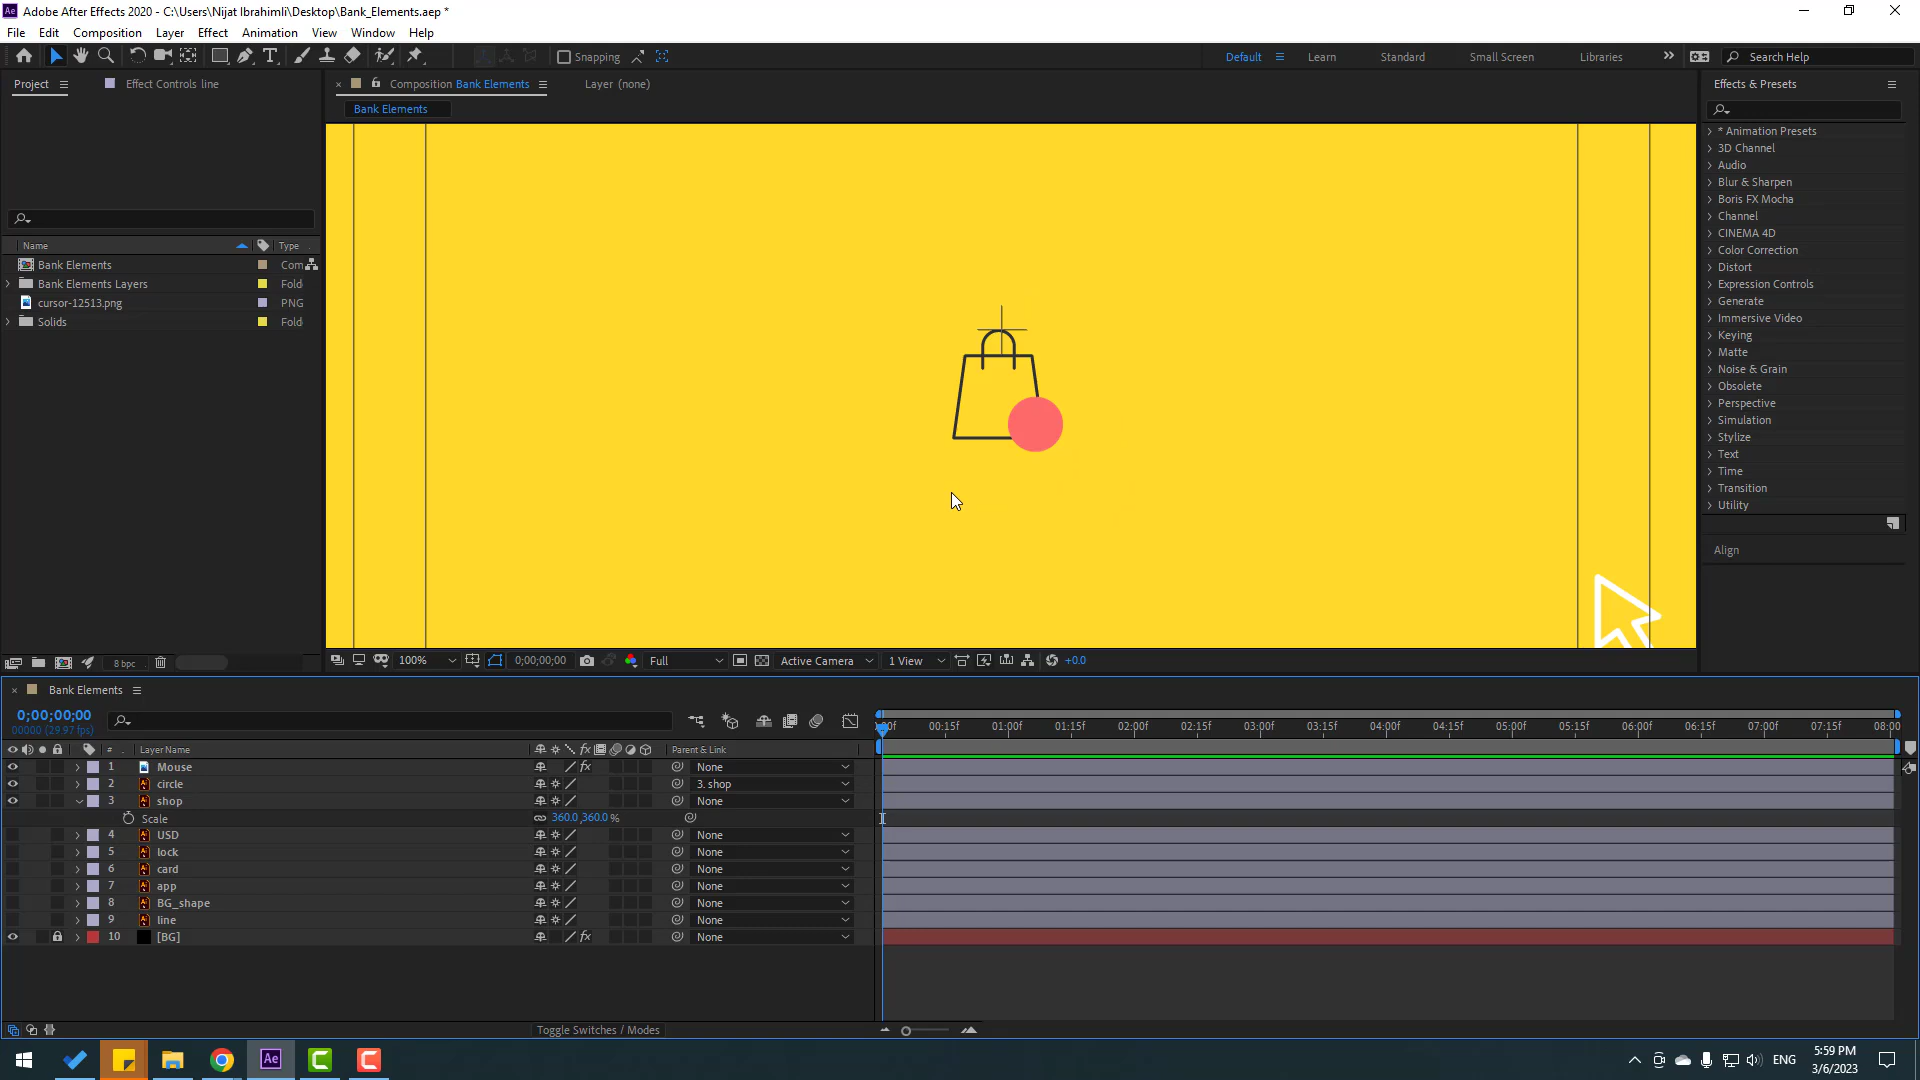 Adobe After Effects 2020 - C:\Users\Nijat Ibrahimli\Desktop\Bank_Elements.aep *
File Edit Composition Layer Effect Animation View Window Help
Snapping Default Learn Standard Small Screen Libraries Search Help
Project Effect Controls line Composition Bank Elements Layer (none) Effects & Presets
Bank Elements
* Animation Presets
3D Channel
Audio
Blur & Sharpen
Boris FX Mocha
Channel
CINEMA 4D
Color Correction
Distort
Expression Controls
Generate
Immersive Video
Keying
Matte
Noise & Grain
Obsolete
Perspective
Simulation
Stylize
Text
Time
Transition
Utility
Align
Name Type
Bank Elements Com
Bank Elements Layers Fold
cursor-12513.png PNG
Solids Fold
8 bpc 100% 0;00;00;00 Full Active Camera 1 View +0.0
Bank Elements
0;00;00;00
00000 (29.97 fps)
:00f 00:15f 01:00f 01:15f 02:00f 02:15f 03:00f 03:15f 04:00f 04:15f 05:00f 05:15f 06:00f 06:15f 07:00f 07:15f 08:00f
# Layer Name fx Parent & Link
1 Mouse fx None
2 circle 3. shop
3 shop None
Scale 360.0,360.0 %
4 USD None
5 lock None
6 card None
7 app None
8 BG_shape None
9 line None
10 [BG] fx None
Toggle Switches / Modes
ENG 5:59 PM
3/6/2023